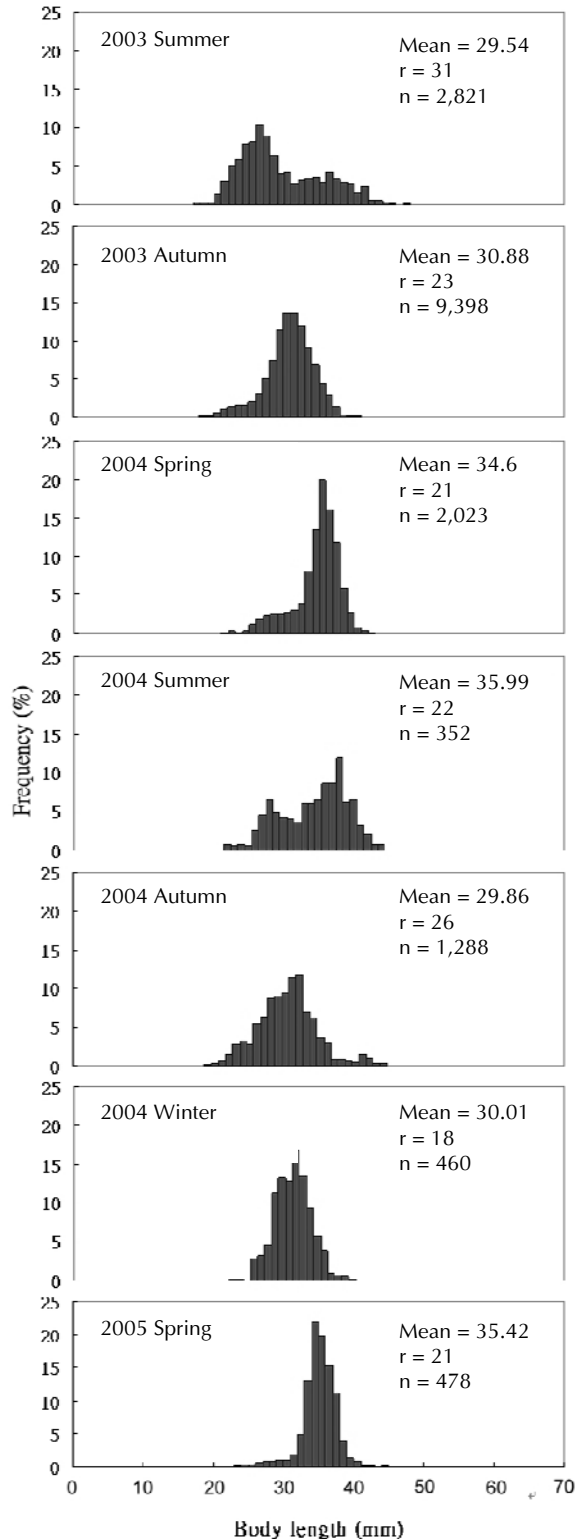 25
2003 Summer
Mean = 29.54
20
r = 31
n = 2,821
15
10
5
0
25
2003 Autumn
Mean = 30.88
20
r = 23
n = 9,398
15
10
5
0
25
2004 Spring
Mean = 34.6
20
r = 21
n = 2,023
15
10
5
0
Frequency (%)
25
2004 Summer
Mean = 35.99
20
r = 22
n = 352
15
10
5
0
25
2004 Autumn
Mean = 29.86
20
r = 26
n = 1,288
15
10
5
0
25
2004 Winter
Mean = 30.01
20
r = 18
n = 460
15
10
5
0
25
2005 Spring
Mean = 35.42
20
r = 21
n = 478
15
10
5
0
0 10 20 30 40 50 60 70
Body length (mm)